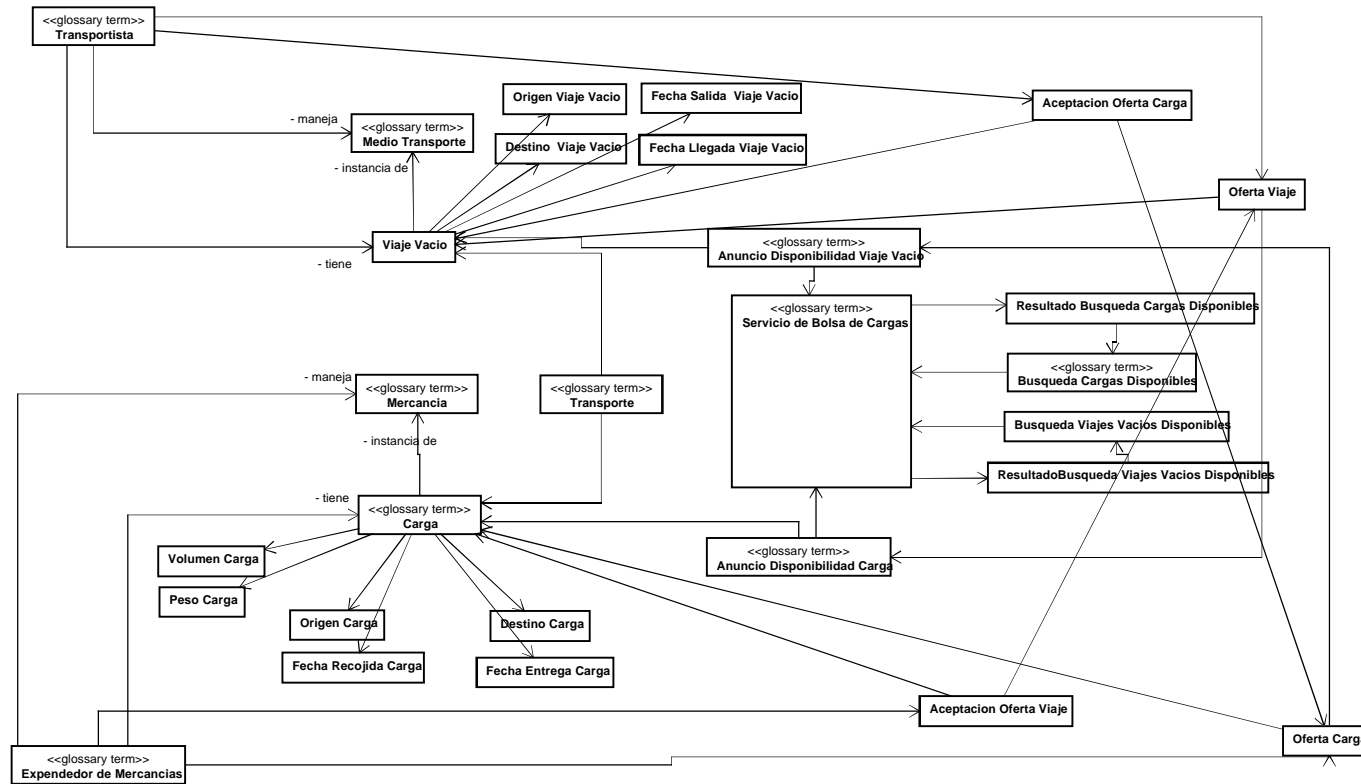 <<glossary term>>
Transportista
Origen Viaje Vacio
Fecha Salida  Viaje Vacio
Aceptacion Oferta Carga
- maneja
<<glossary term>>
Medio Transporte
Destino  Viaje Vacio
Fecha Llegada Viaje Vacio
- instancia de
Oferta Viaje
Viaje Vacio
- tiene
<<glossary term>>
Anuncio Disponibilidad Viaje Vacio
<<glossary term>>
Servicio de Bolsa de Cargas
Resultado Busqueda Cargas Disponibles
<<glossary term>>
Busqueda Cargas Disponibles
- maneja
<<glossary term>>
Mercancia
<<glossary term>>
Transporte
Busqueda Viajes Vacios Disponibles
- instancia de
ResultadoBusqueda Viajes Vacios Disponibles
- tiene
<<glossary term>>
Carga
<<glossary term>>
Anuncio Disponibilidad Carga
Volumen Carga
Peso Carga
Origen Carga
Destino Carga
Fecha Recojida Carga
Fecha Entrega Carga
Aceptacion Oferta Viaje
Oferta Carga
<<glossary term>>
Expendedor de Mercancias